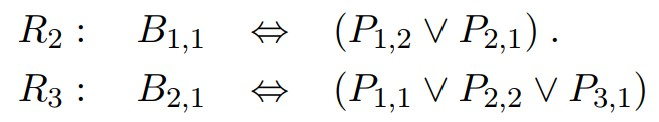 R₂ : B₁,₁ ⇔ (P₁,₂ ∨ P₂,₁) .
R₃ : B₂,₁ ⇔ (P₁,₁ ∨ P₂,₂ ∨ P₃,₁)